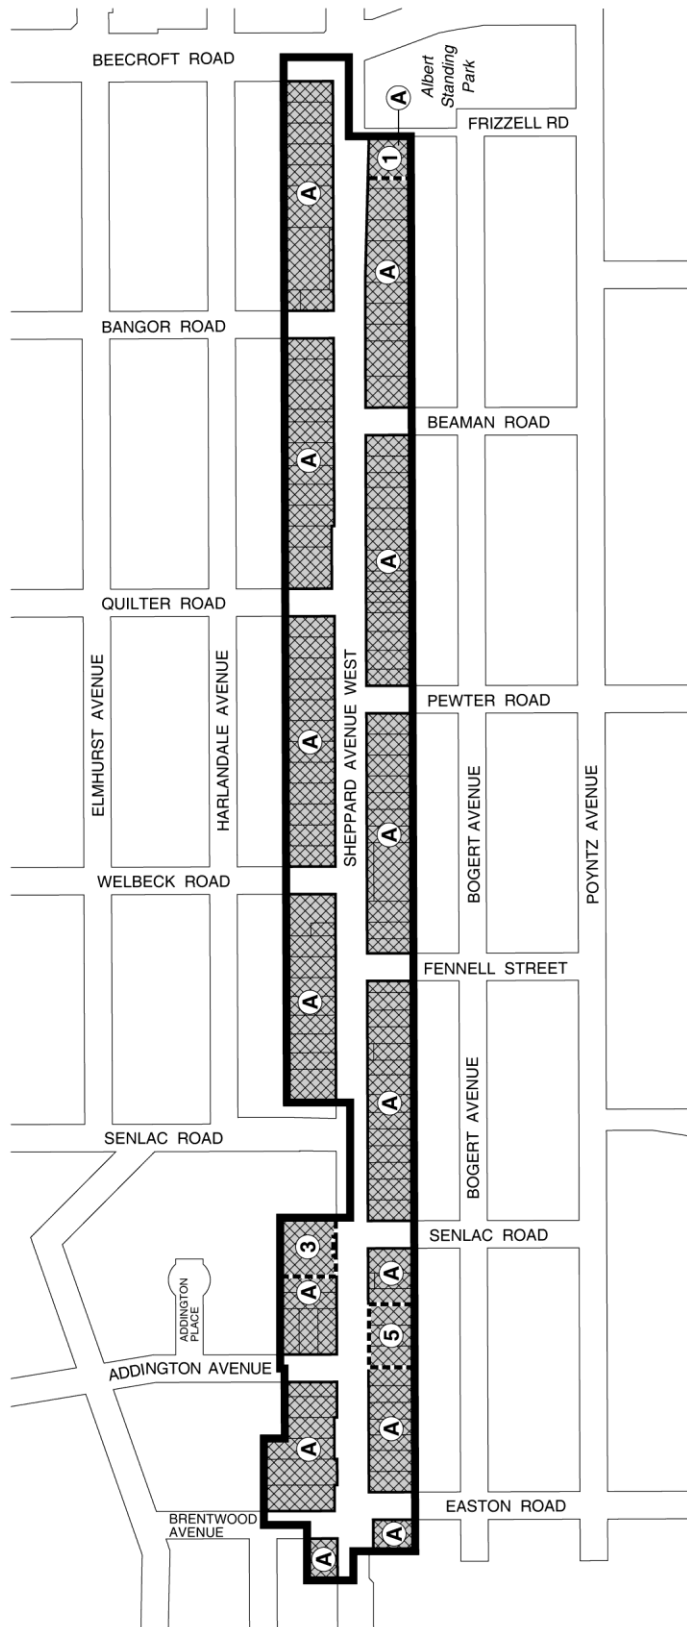 BEECROFT ROAD
Albert
Standing
Park
A
FRIZZELL RD
1
A
A
BANGOR ROAD
BEAMAN ROAD
A
A
QUILTER ROAD
ELMHURST AVENUE
HARLANDALE AVENUE
SHEPPARD AVENUE WEST
PEWTER ROAD
A
A
BOGERT AVENUE
POYNTZ AVENUE
WELBECK ROAD
FENNELL STREET
A
A
SENLAC ROAD
BOGERT AVENUE
SENLAC ROAD
3
A
A
5
ADDINGTON
PLACE
ADDINGTON AVENUE
A
A
EASTON ROAD
BRENTWOOD
AVENUE
A
A